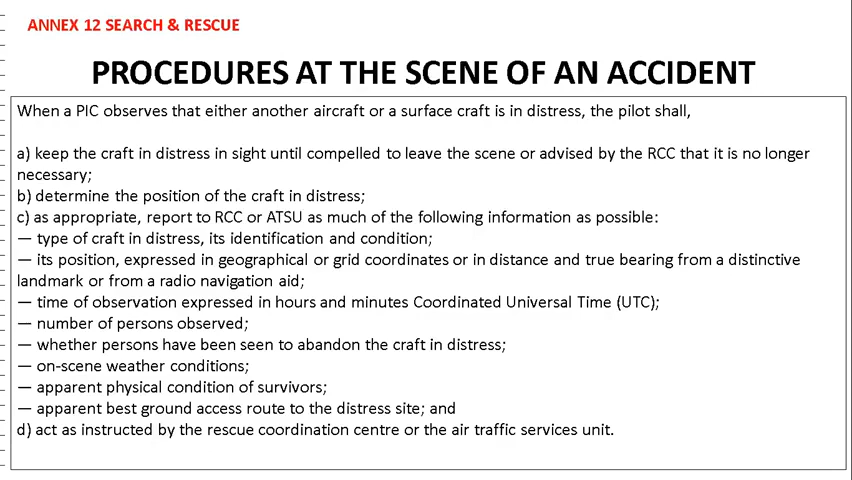 ANNEX 12 SEARCH & RESCUE
PROCEDURES AT THE SCENE OF AN ACCIDENT
When a PIC observes that either another aircraft or a surface craft is in distress, the pilot shall,
a) keep the craft in distress in sight until compelled to leave the scene or advised by the RCC that it is no longer
necessary;
b) determine the position of the craft in distress;
c) as appropriate, report to RCC or ATSU as much of the following information as possible:
— type of craft in distress, its identification and condition;
— its position, expressed in geographical or grid coordinates or in distance and true bearing from a distinctive
landmark or from a radio navigation aid;
— time of observation expressed in hours and minutes Coordinated Universal Time (UTC);
— number of persons observed;
— whether persons have been seen to abandon the craft in distress;
— on-scene weather conditions;
— apparent physical condition of survivors;
— apparent best ground access route to the distress site; and
d) act as instructed by the rescue coordination centre or the air traffic services unit.